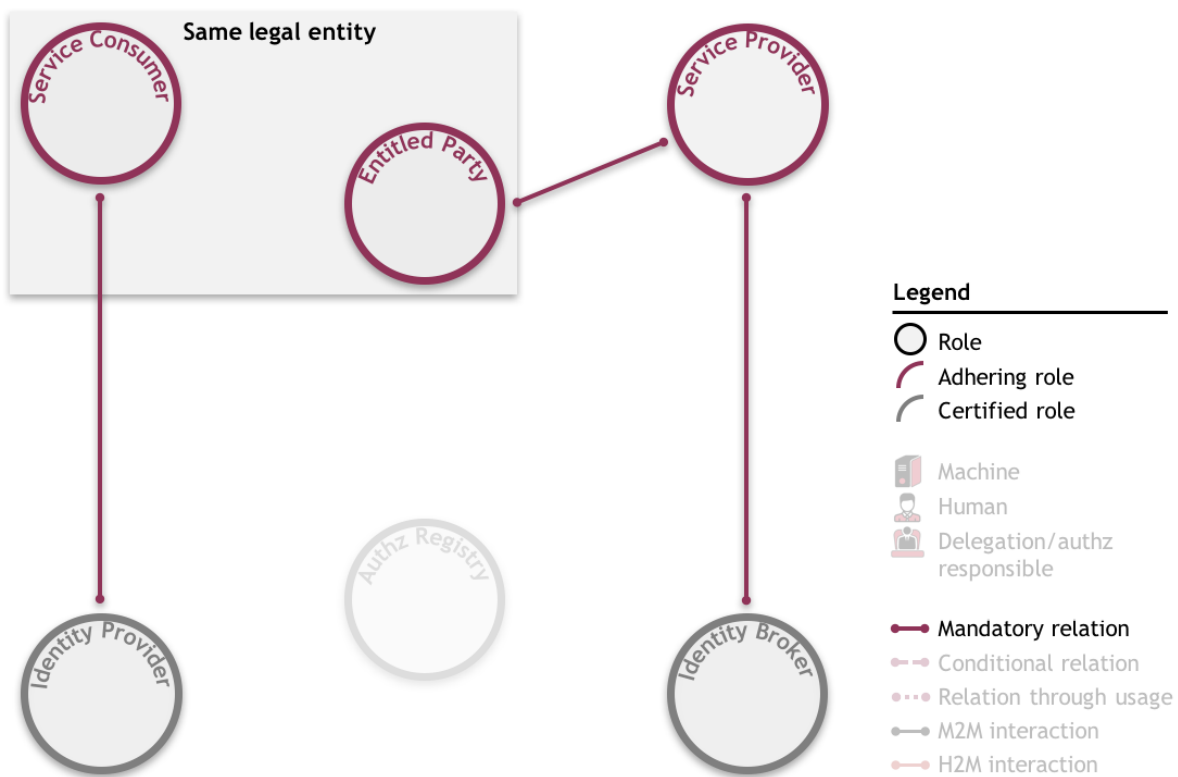 Same legal entity
Service Consumer
Service Provider
Entitled Party
Legend
Role
Adhering role
Certified role
Machine
Human
Delegation/authz
responsible
Authz Registry
Identity Provider
Identity Broker
Mandatory relation
Conditional relation
Relation through usage
M2M interaction
H2M interaction